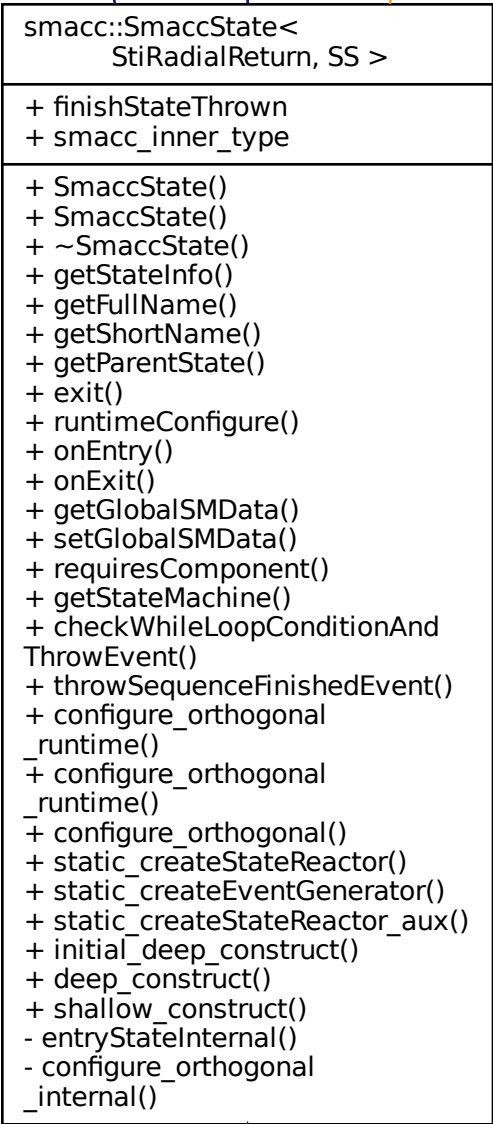 smacc::SmaccState<
StiRadialReturn, SS >
+ finishStateThrown
+ smacc_inner_type
+ SmaccState()
+ SmaccState()
+ ~SmaccState()
+ getStateInfo()
+ getFullName()
+ getShortName()
+ getParentState()
+ exit()
+ runtimeConfigure()
+ onEntry()
+ onExit()
+ getGlobalSMData()
+ setGlobalSMData()
+ requiresComponent()
+ getStateMachine()
+ checkWhileLoopConditionAnd
ThrowEvent()
+ throwSequenceFinishedEvent()
+ configure_orthogonal
_runtime()
+ configure_orthogonal
_runtime()
+ configure_orthogonal()
+ static_createStateReactor()
+ static_createEventGenerator()
+ static_createStateReactor_aux()
+ initial_deep_construct()
+ deep_construct()
+ shallow_construct()
- entryStateInternal()
- configure_orthogonal
_internal()